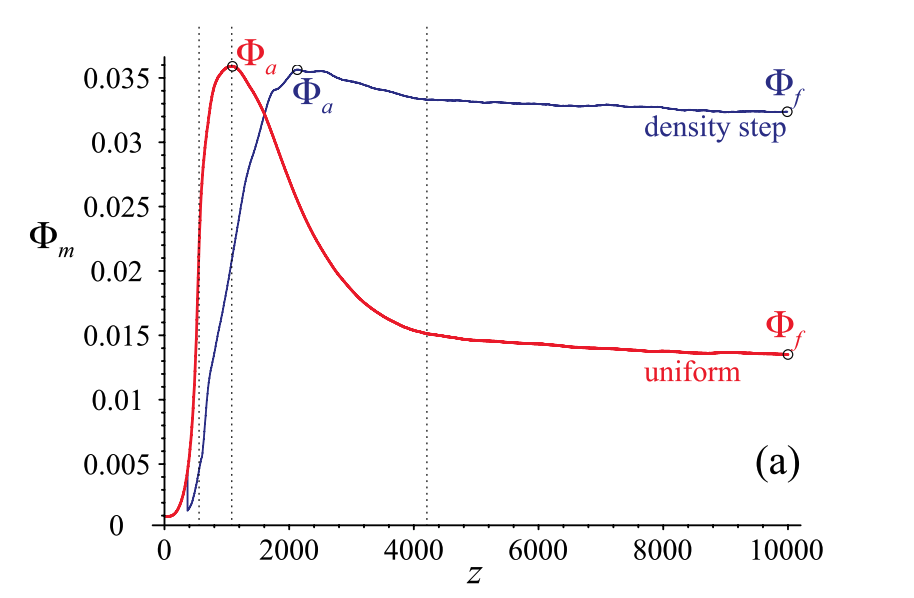 Φa
0.035
Φa
Φf
density step
0.03
0.025
Φm
0.02
0.015
Φf
uniform
0.01
0.005
(a)
0
0 2000 4000 6000 8000 10000
z